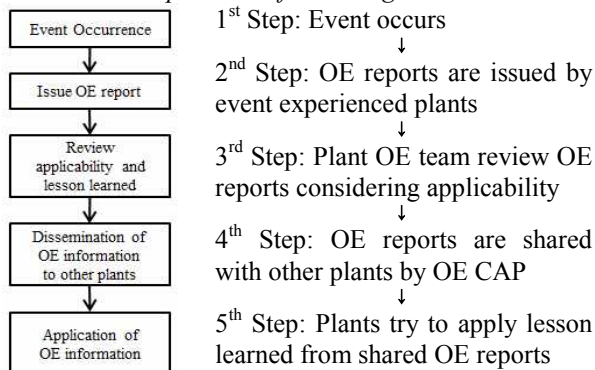 Event Occurrence
Issue OE report
Review
applicability and
lesson learned
Dissemination of
OE information
to other plants
Application of
OE information
1st Step: Event occurs
↓
2nd Step: OE reports are issued by
event experienced plants
↓
3rd Step: Plant OE team review OE
reports considering applicability
↓
4th Step: OE reports are shared
with other plants by OE CAP
↓
5th Step: Plants try to apply lesson
learned from shared OE reports